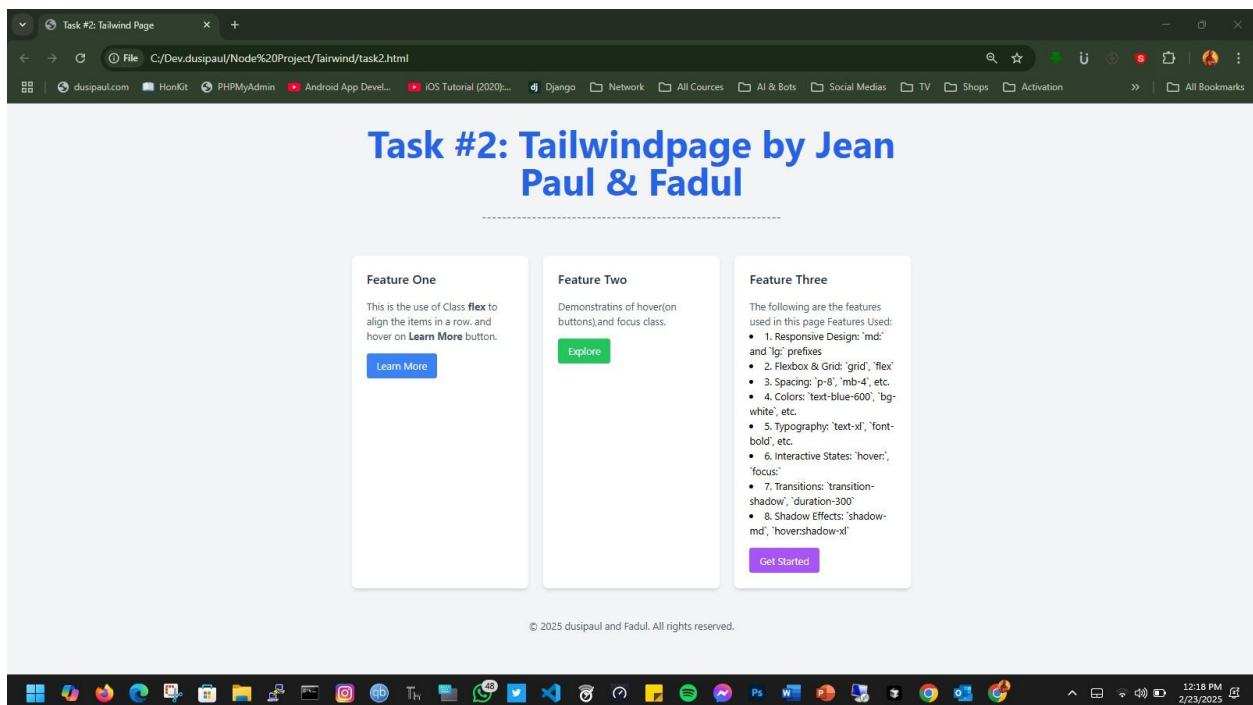 Task #2: Tailwind Page
File C:/Dev.dusipaul/Node%20Project/Tairwind/task2.html
dusipaul.com HonKit PHPMyAdmin Android App Devel... iOS Tutorial (2020):... dj Django Network All Cources AI & Bots Social Medias TV Shops Activation » All Bookmarks
Task #2: Tailwindpage by Jean
Paul & Fadul
------------------------------------------------------------
Feature One
This is the use of Class flex to
align the items in a row. and
hover on Learn More button.
Learn More
Feature Two
Demonstratins of hover(on
buttons),and focus class.
Explore
Feature Three
The following are the features
used in this page Features Used:
• 1. Responsive Design: `md:`
and `lg:` prefixes
• 2. Flexbox & Grid: `grid`, `flex`
• 3. Spacing: `p-8`, `mb-4`, etc.
• 4. Colors: `text-blue-600`, `bg-
white`, etc.
• 5. Typography: `text-xl`, `font-
bold`, etc.
• 6. Interactive States: `hover:`,
`focus:`
• 7. Transitions: `transition-
shadow`, `duration-300`
• 8. Shadow Effects: `shadow-
md`, `hover:shadow-xl`
Get Started
© 2025 dusipaul and Fadul. All rights reserved.
qb Th 48 Ps
12:18 PM
2/23/2025